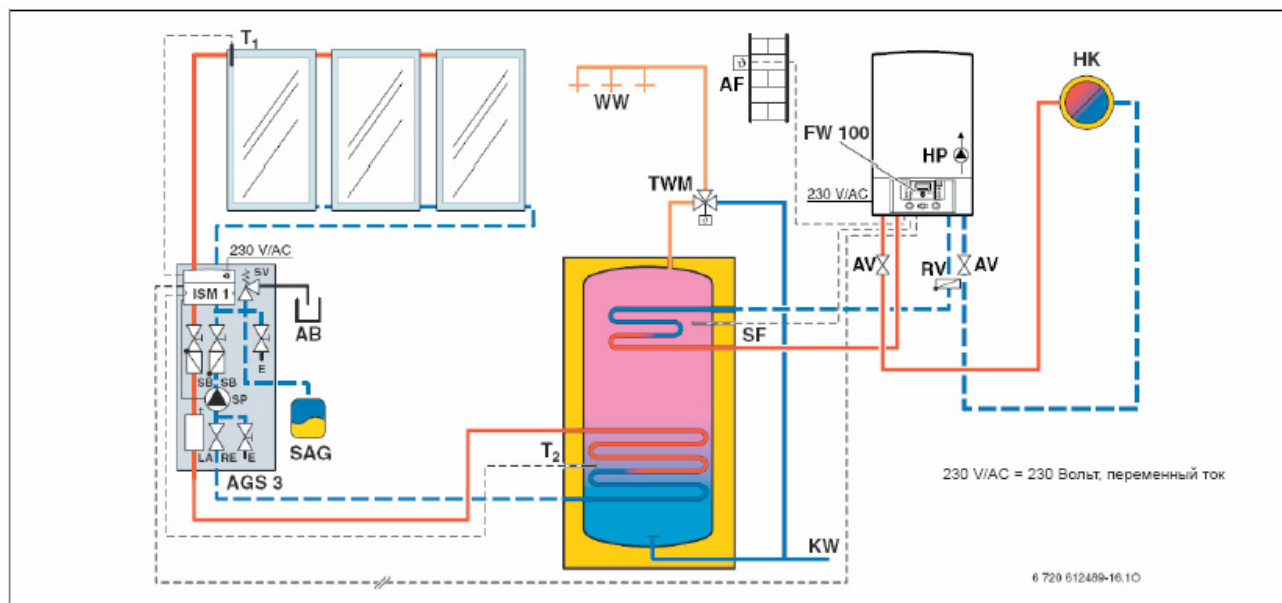 T1
WW
AF
HK
FW 100
HP
TWM
230 V/AC
230 V/AC
SV
ISM 1
AB
AV
RV
AV
E
SF
SB SB
SP
SAG
LA RE E
T2
AGS 3
230 V/AC = 230 Вольт, переменный ток
KW
6 720 612489-16.1O